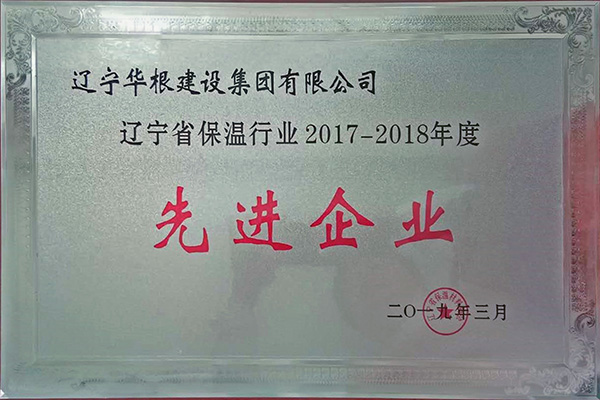 辽宁华根建设集团有限公司
辽宁省保温行业2017-2018年度
先进企业
二〇一九年三月